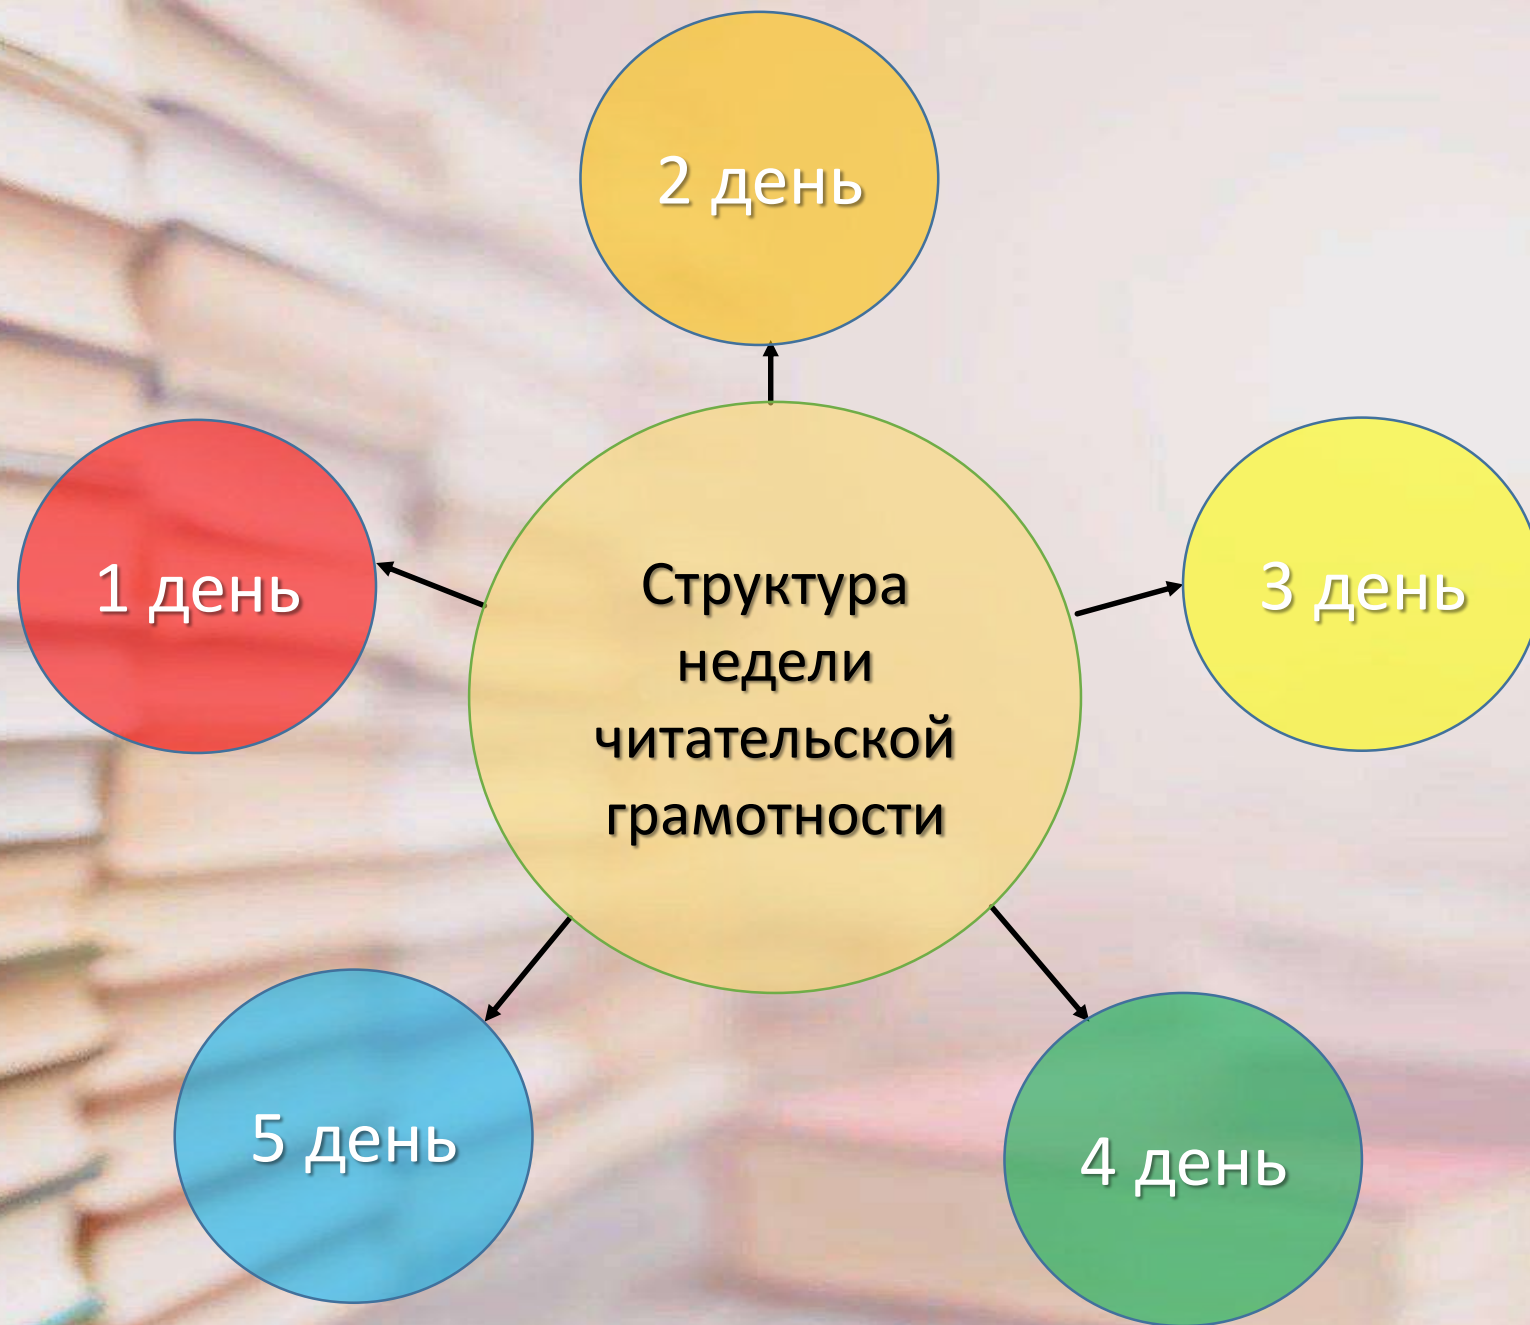 2 день
1 день
Структура
недели
читательской
грамотности
3 день
5 день
4 день